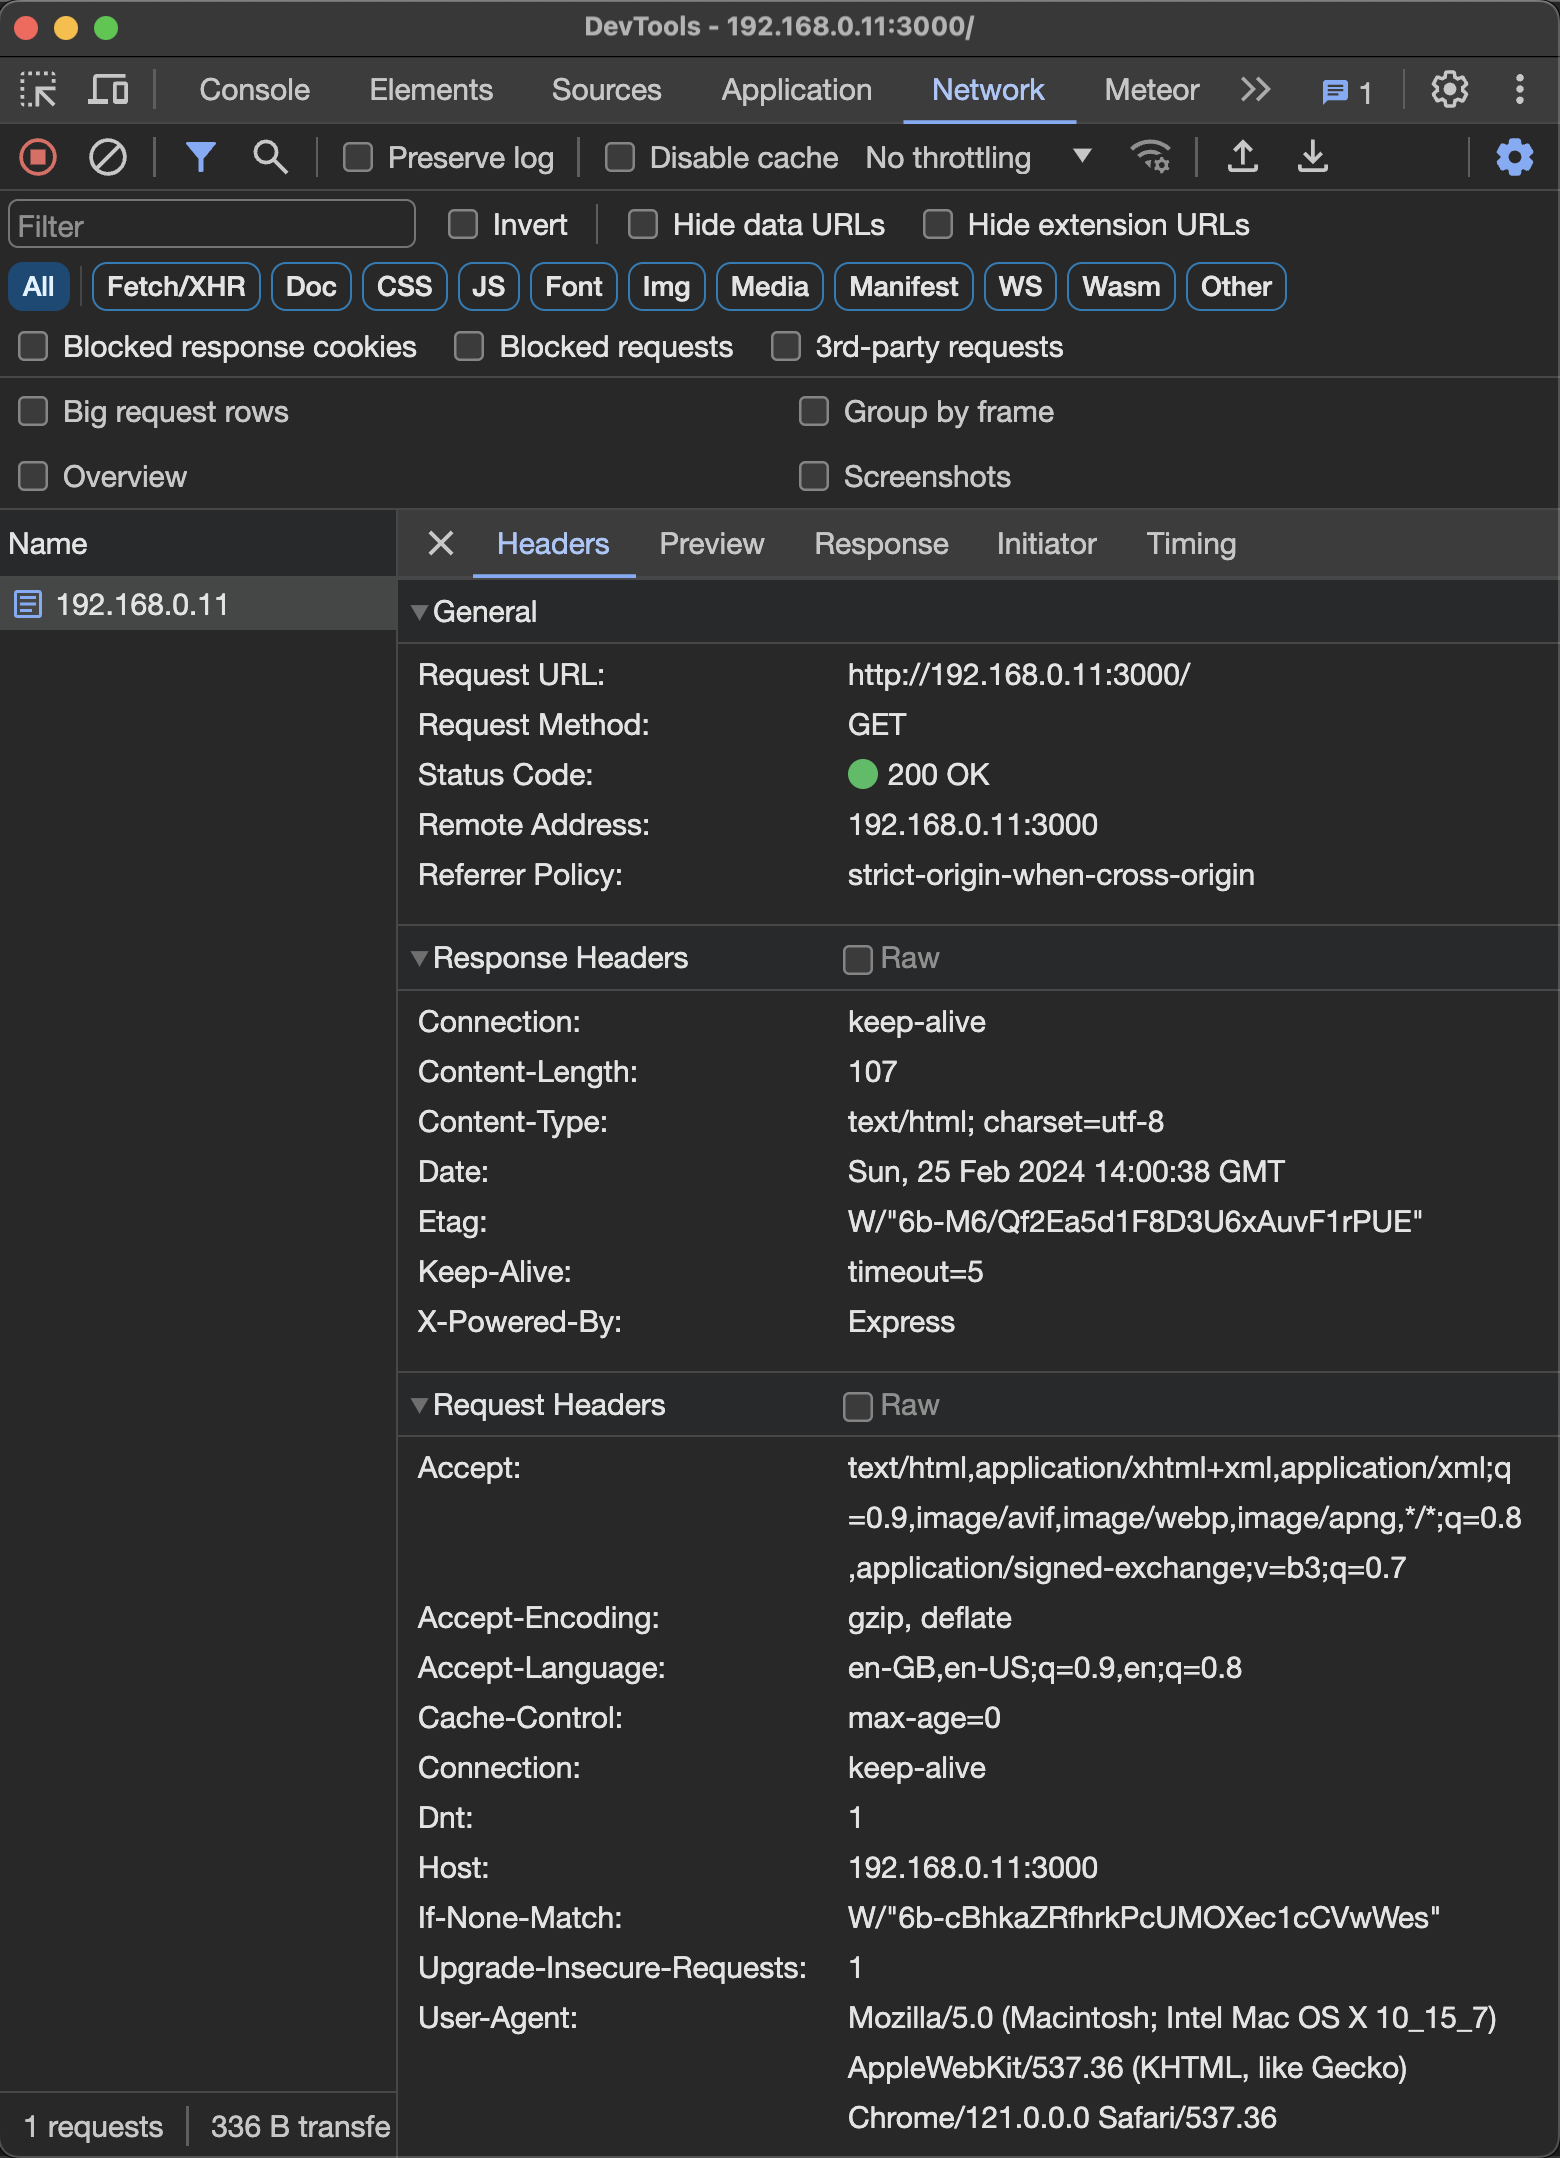 DevTools - 192.168.0.11:3000/
Console Elements Sources Application Network Meteor 1
Preserve log Disable cache No throttling
Filter Invert Hide data URLs Hide extension URLs
All Fetch/XHR Doc CSS JS Font Img Media Manifest WS Wasm Other
Blocked response cookies Blocked requests 3rd-party requests
Big request rows Group by frame
Overview Screenshots
Name Headers Preview Response Initiator Timing
192.168.0.11
General
Request URL: http://192.168.0.11:3000/
Request Method: GET
Status Code: 200 OK
Remote Address: 192.168.0.11:3000
Referrer Policy: strict-origin-when-cross-origin
Response Headers Raw
Connection: keep-alive
Content-Length: 107
Content-Type: text/html; charset=utf-8
Date: Sun, 25 Feb 2024 14:00:38 GMT
Etag: W/"6b-M6/Qf2Ea5d1F8D3U6xAuvF1rPUE"
Keep-Alive: timeout=5
X-Powered-By: Express
Request Headers Raw
Accept: text/html,application/xhtml+xml,application/xml;q
=0.9,image/avif,image/webp,image/apng,*/*;q=0.8
,application/signed-exchange;v=b3;q=0.7
Accept-Encoding: gzip, deflate
Accept-Language: en-GB,en-US;q=0.9,en;q=0.8
Cache-Control: max-age=0
Connection: keep-alive
Dnt: 1
Host: 192.168.0.11:3000
If-None-Match: W/"6b-cBhkaZRfhrkPcUMOXec1cCVwWes"
Upgrade-Insecure-Requests: 1
User-Agent: Mozilla/5.0 (Macintosh; Intel Mac OS X 10_15_7)
AppleWebKit/537.36 (KHTML, like Gecko)
Chrome/121.0.0.0 Safari/537.36
1 requests 336 B transfe